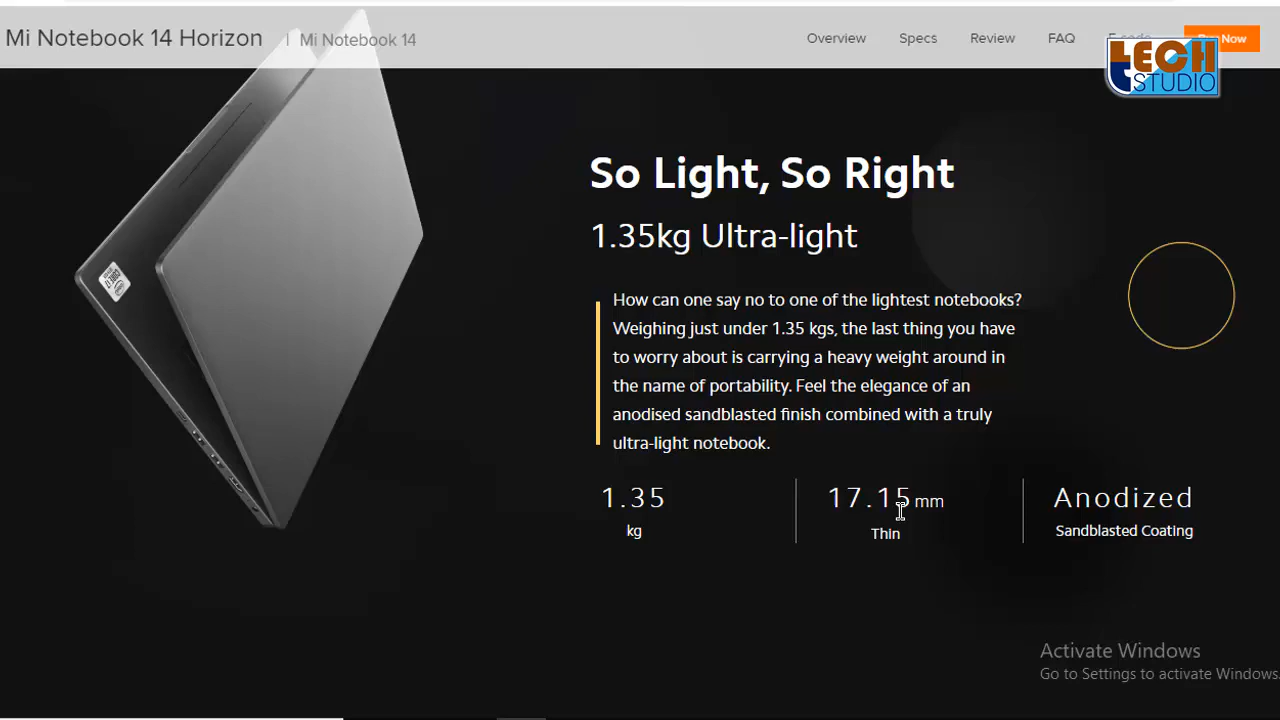 Mi Notebook 14 Horizon | Mi Notebook 14
Overview Specs Review FAQ
Now
TECH
STUDIO
So Light, So Right
1.35kg Ultra-light
How can one say no to one of the lightest notebooks?
Weighing just under 1.35 kgs, the last thing you have
to worry about is carrying a heavy weight around in
the name of portability. Feel the elegance of an
anodised sandblasted finish combined with a truly
ultra-light notebook.
1.35
kg
17.15 mm
Thin
Anodized
Sandblasted Coating
Activate Windows
Go to Settings to activate Windows.